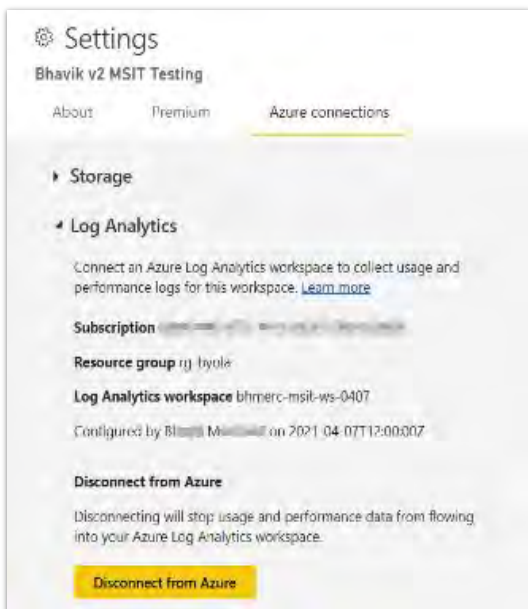 Settings
Bhavik v2 MSIT Testing
About Premium Azure connections
Storage
Log Analytics
Connect an Azure Log Analytics workspace to collect usage and
performance logs for this workspace. Learn more
Subscription
Resource group rg-byola
Log Analytics workspace bhmerc-msit-ws-0407
Configured by on 2021-04-07T12:00:00Z
Disconnect from Azure
Disconnecting will stop usage and performance data from flowing
into your Azure Log Analytics workspace.
Disconnect from Azure